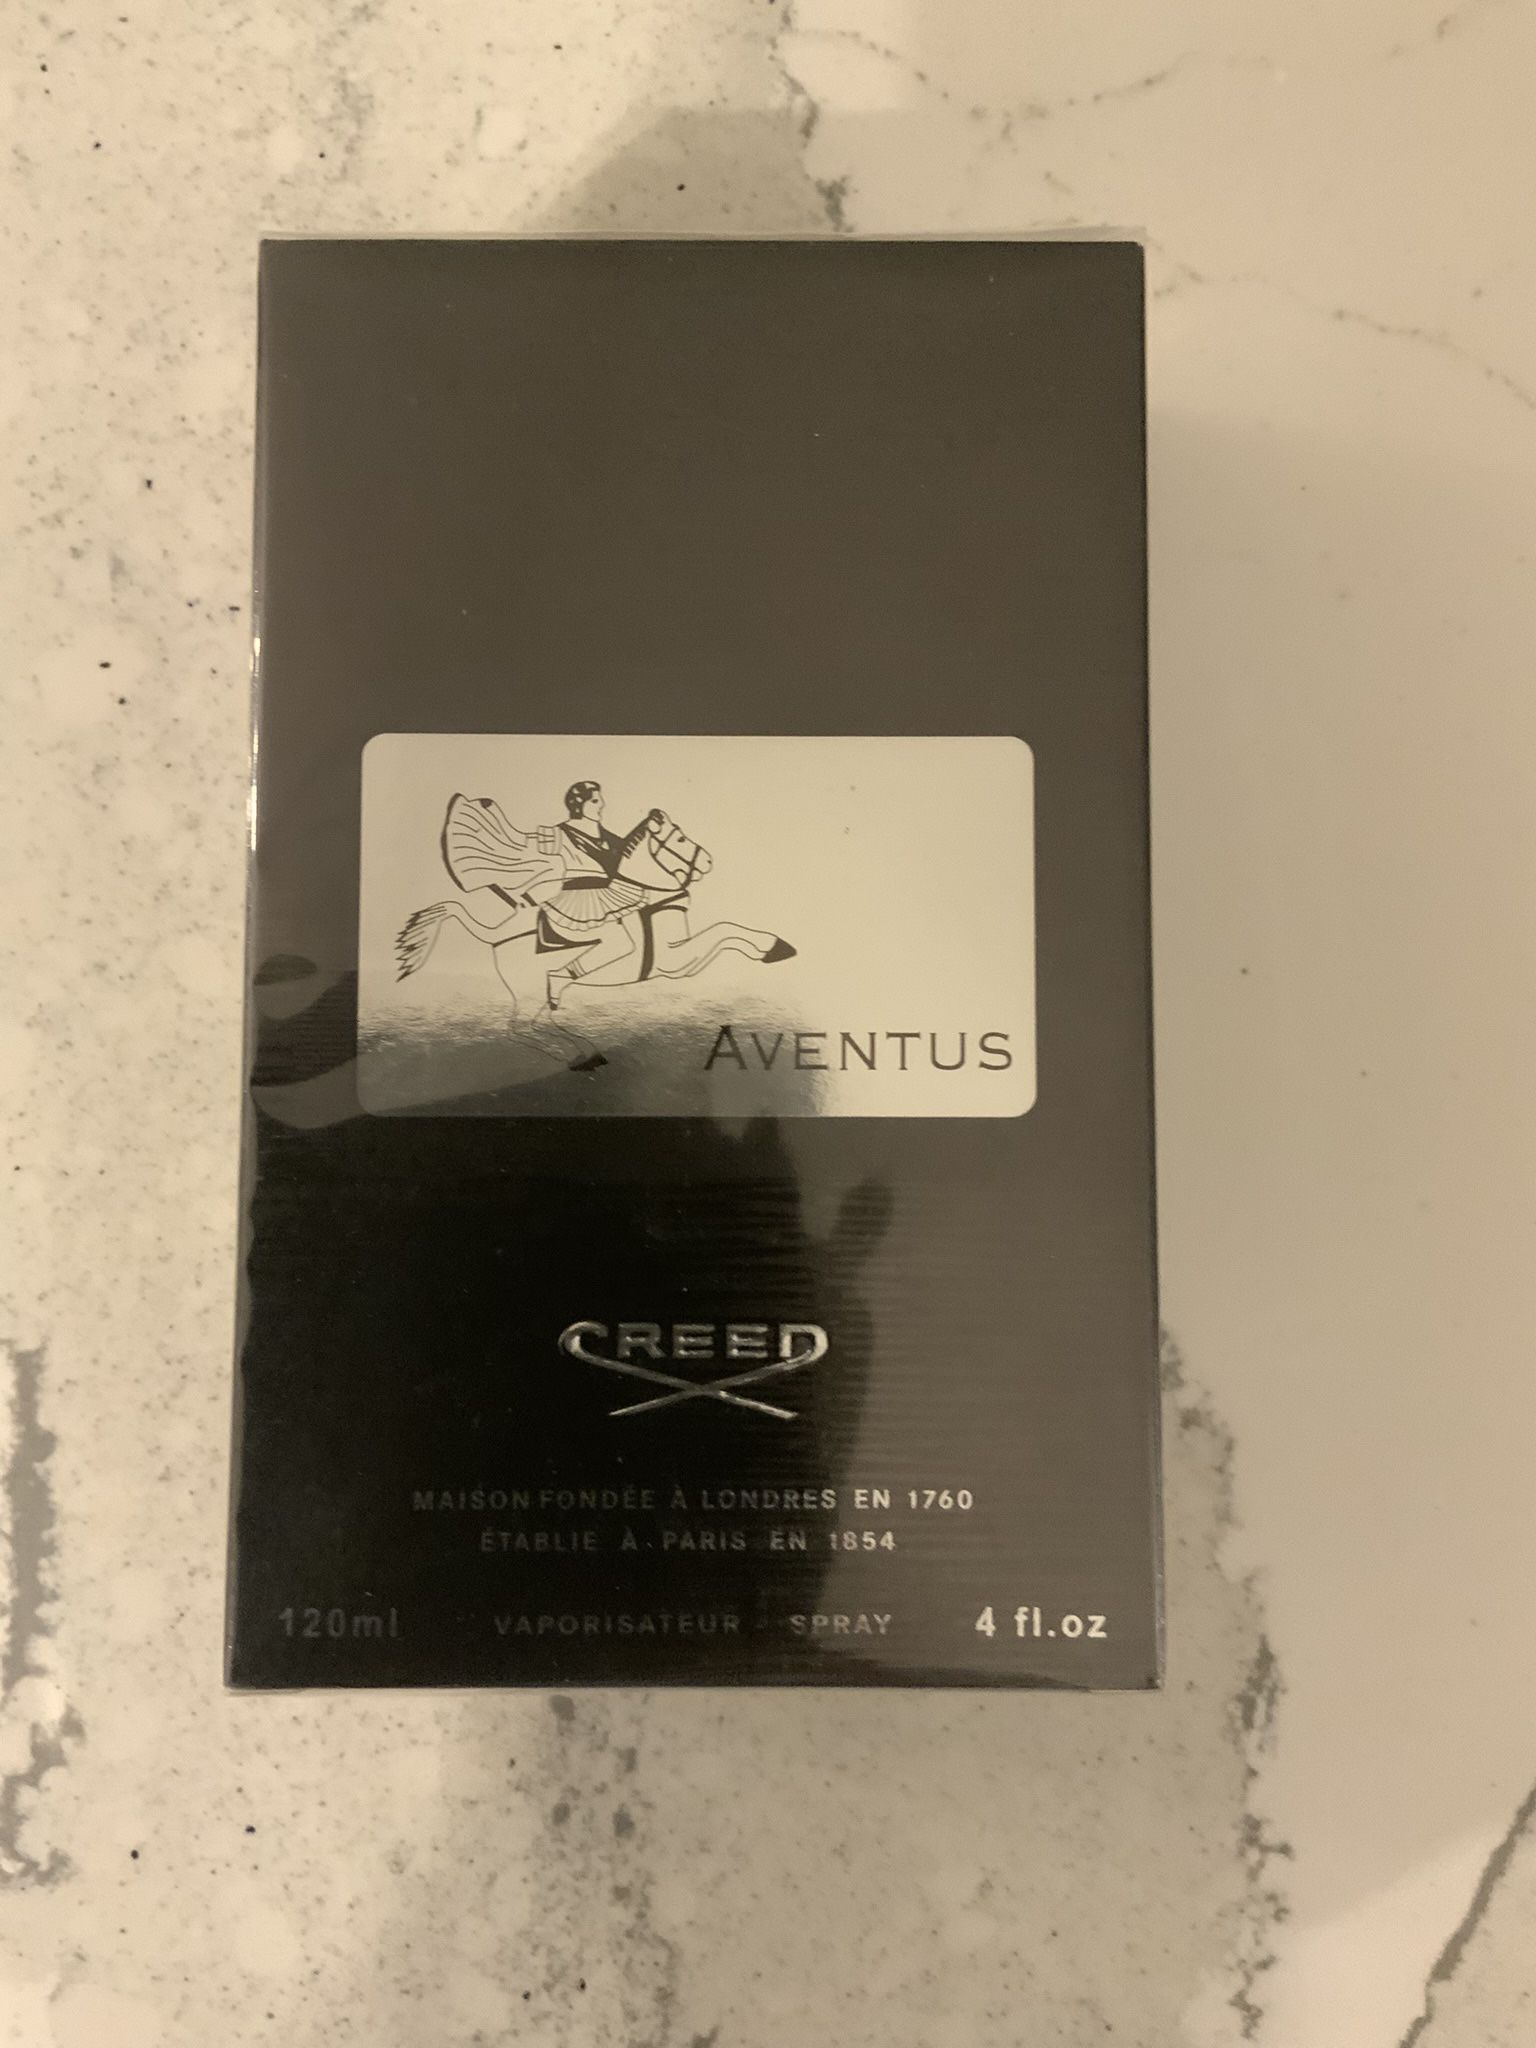 AVENTUS
CREED
MAISON FONDÉE À LONDRES EN 1760
ÉTABLIE À PARIS EN 1854
120ml VAPORISATEUR - SPRAY 4 fl.oz